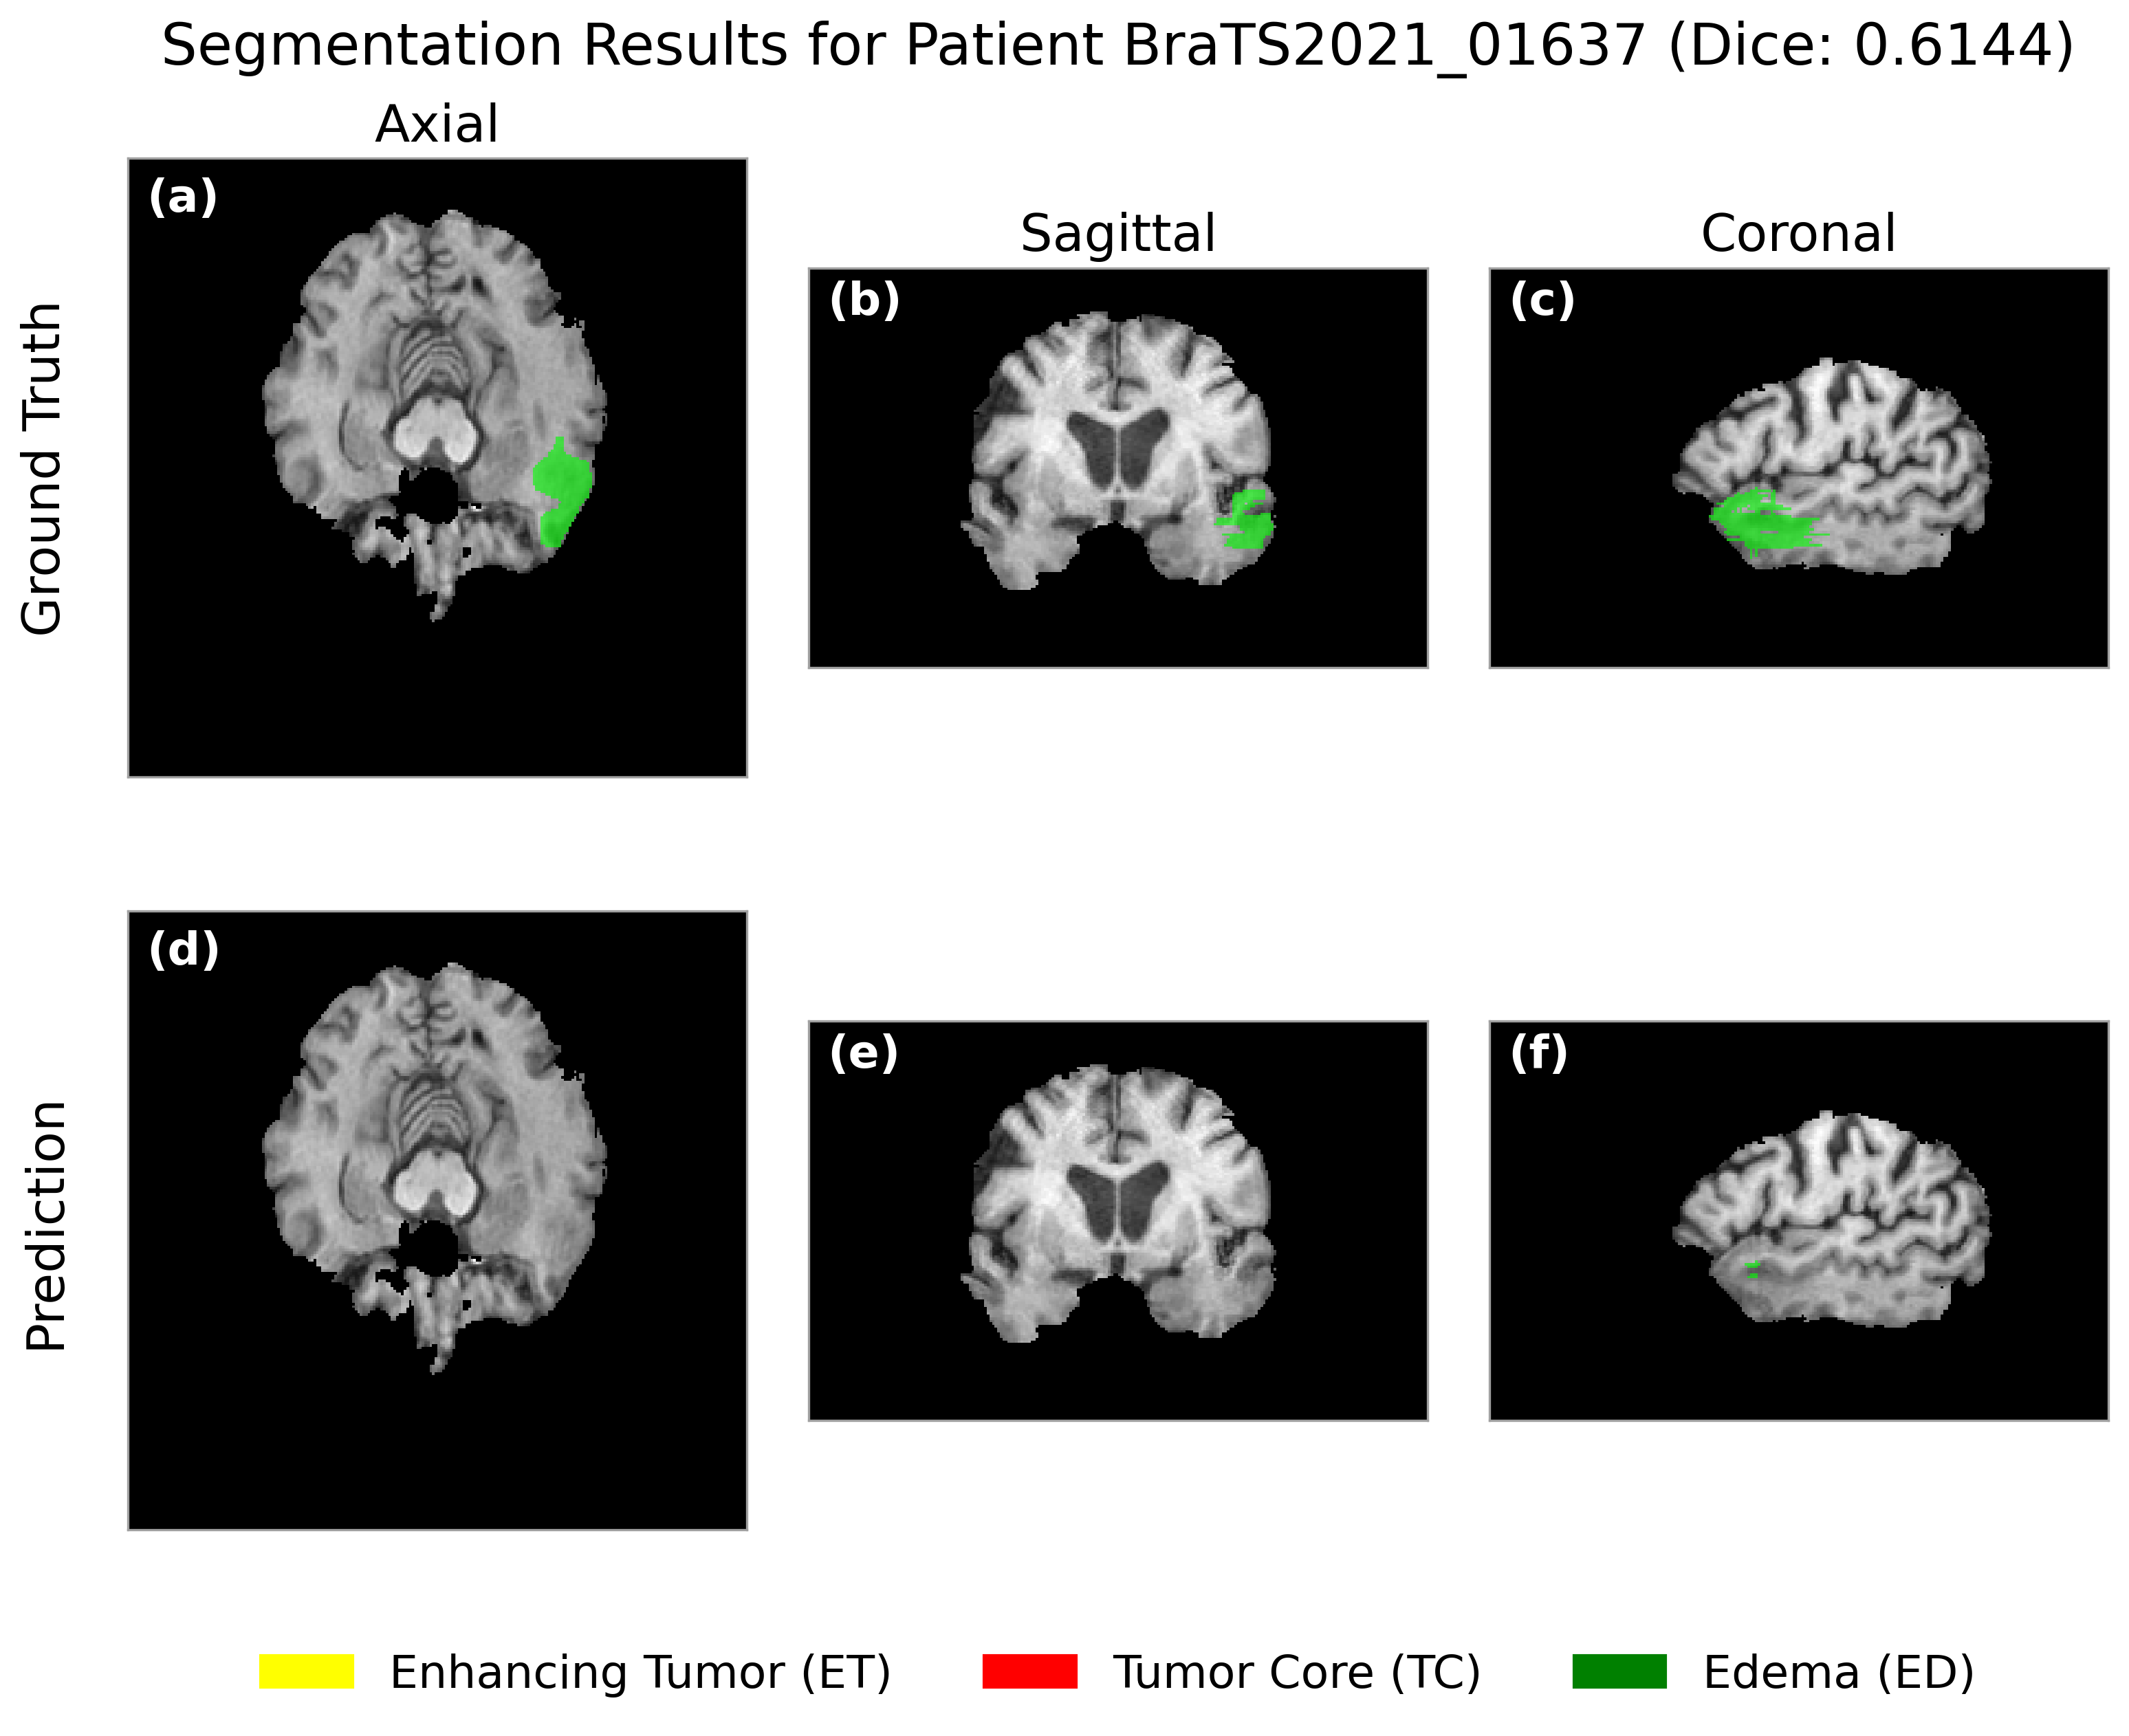 Segmentation Results for Patient BraTS2021_01637 (Dice: 0.6144)
Axial
Sagittal
Coronal
Ground Truth
(a)
(b)
(c)
Prediction
(d)
(e)
(f)
Enhancing Tumor (ET)
Tumor Core (TC)
Edema (ED)